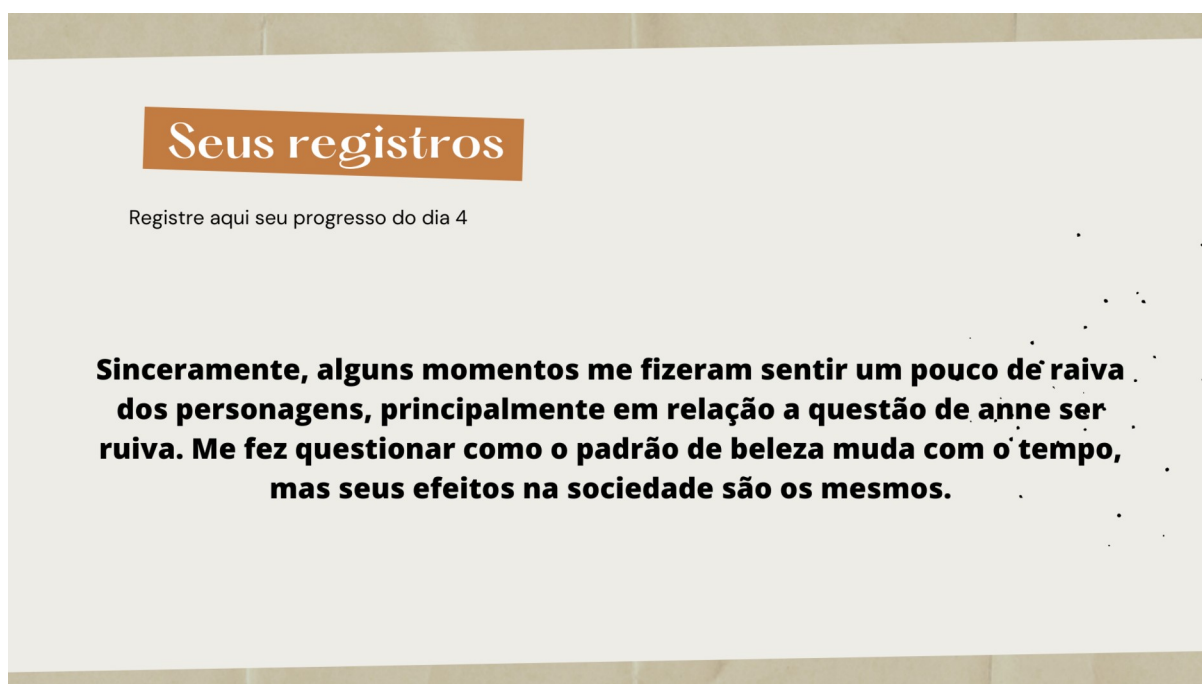 Seus registros
Registre aqui seu progresso do dia 4
Sinceramente, alguns momentos me fizeram sentir um pouco de raiva
dos personagens, principalmente em relação a questão de anne ser
ruiva. Me fez questionar como o padrão de beleza muda com o tempo,
mas seus efeitos na sociedade são os mesmos.